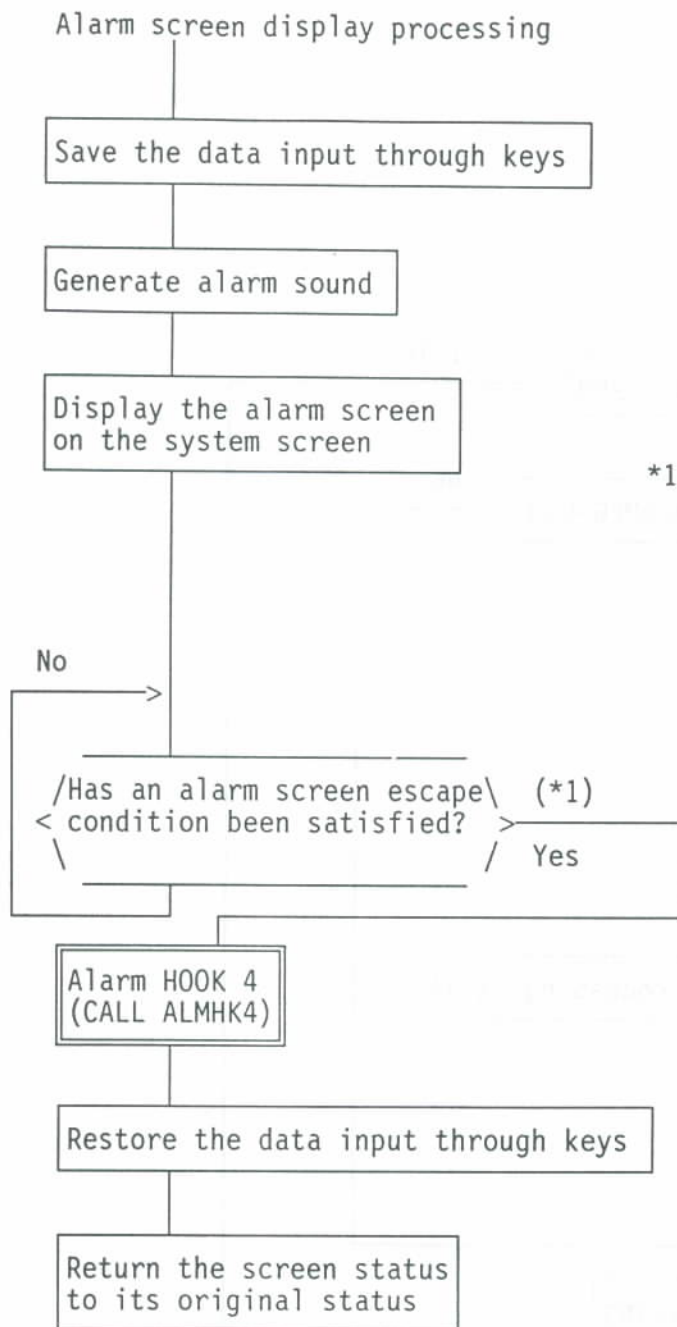 Alarm screen display processing
Save the data input through keys
Generate alarm sound
Display the alarm screen
on the system screen
*1
No
Has an alarm screen escape (*1)
condition been satisfied?
Yes
Alarm HOOK 4
(CALL ALMHK4)
Restore the data input through keys
Return the screen status
to its original status